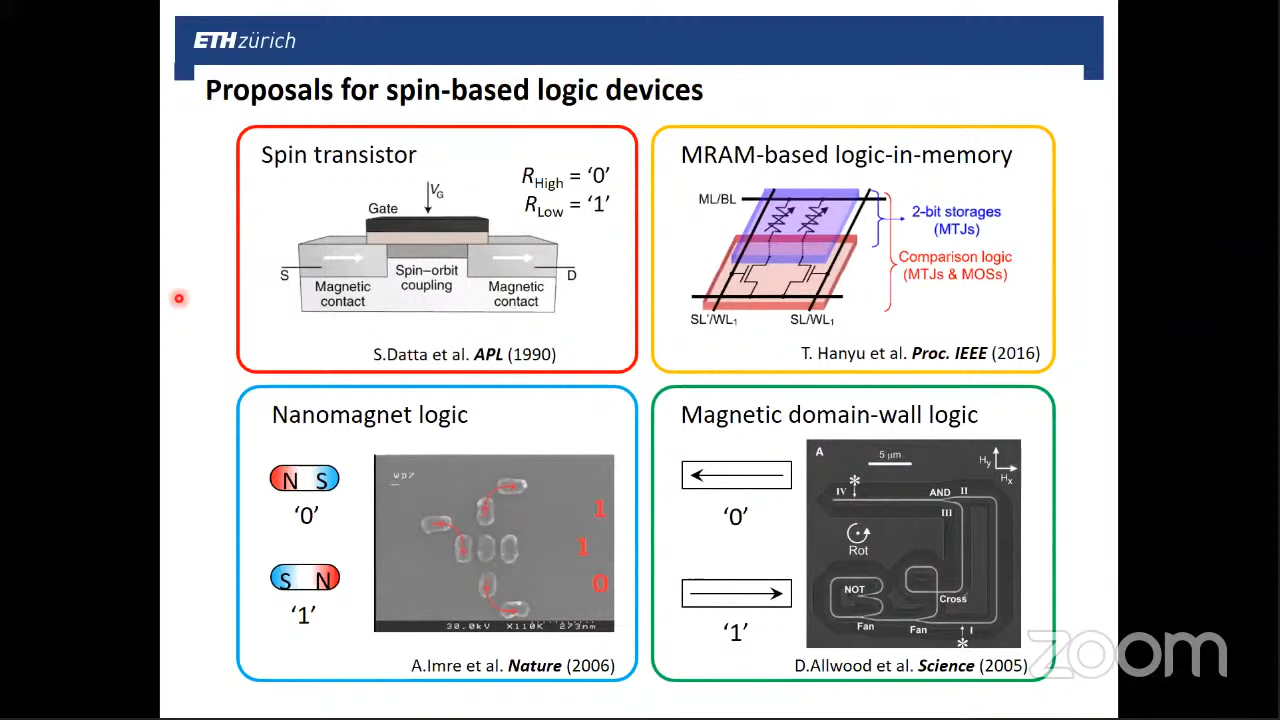 ETH zürich
Proposals for spin-based logic devices
Spin transistor
R_High = ‘0’
R_Low = ‘1’
V_G
Gate
S
D
Spin–orbit
coupling
Magnetic
contact
Magnetic
contact
S.Datta et al. APL (1990)
MRAM-based logic-in-memory
ML/BL
2-bit storages
(MTJs)
Comparison logic
(MTJs & MOSs)
SL’/WL₁
SL/WL₁
T. Hanyu et al. Proc. IEEE (2016)
Nanomagnet logic
N S
‘0’
S N
‘1’
WD7
1
1
0
30.0kV X110K 273nm
A.Imre et al. Nature (2006)
Magnetic domain-wall logic
‘0’
‘1’
A
5 μm
Hy
Hx
IV
*
AND
II
III
Rot
NOT
Cross
Fan
Fan
I
*
D.Allwood et al. Science (2005)
zoom